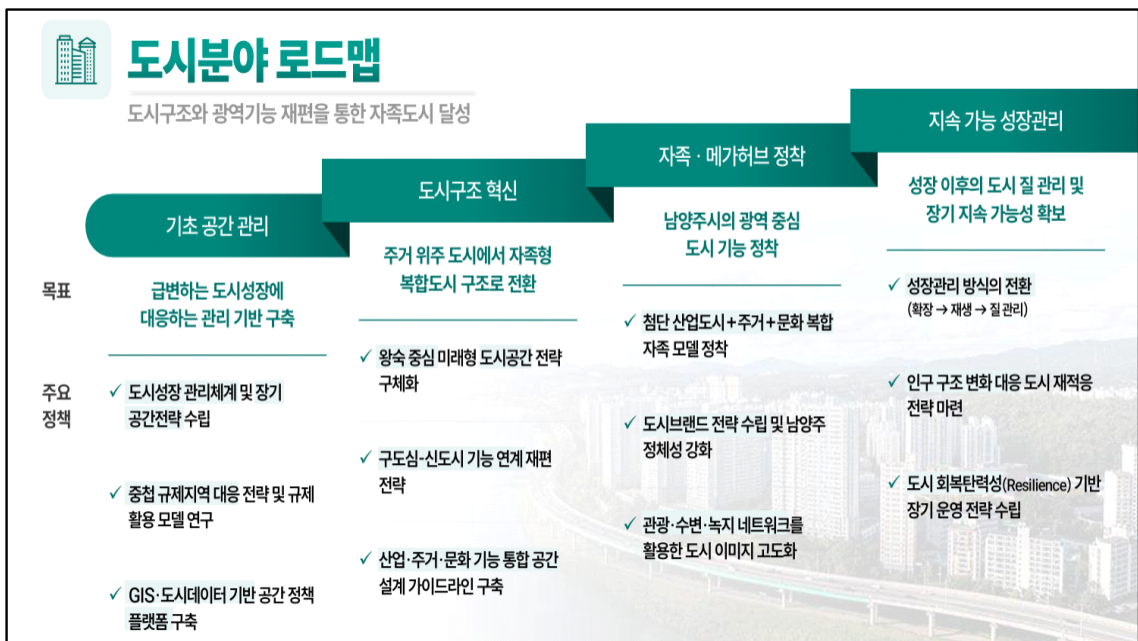 도시분야 로드맵
도시구조와 광역기능 재편을 통한 자족도시 달성
목표
주요
정책
기초 공간 관리
급변하는 도시성장에
대응하는 관리 기반 구축
✓ 도시성장 관리체계 및 장기
공간전략 수립
✓ 중첩 규제지역 대응 전략 및 규제
활용 모델 연구
✓ GIS·도시데이터 기반 공간 정책
플랫폼 구축
도시구조 혁신
주거 위주 도시에서 자족형
복합도시 구조로 전환
✓ 왕숙 중심 미래형 도시공간 전략
구체화
✓ 구도심-신도시 기능 연계 재편
전략
✓ 산업·주거·문화 기능 통합 공간
설계 가이드라인 구축
자족·메가허브 정착
남양주시의 광역 중심
도시 기능 정착
✓ 첨단 산업도시+주거+문화 복합
자족 모델 정착
✓ 도시브랜드 전략 수립 및 남양주
정체성 강화
✓ 관광·수변·녹지 네트워크를
활용한 도시 이미지 고도화
지속 가능 성장관리
성장 이후의 도시 질 관리 및
장기 지속 가능성 확보
✓ 성장관리 방식의 전환
(확장 → 재생 → 질 관리)
✓ 인구 구조 변화 대응 도시 재적응
전략 마련
✓ 도시 회복탄력성(Resilience) 기반
장기 운영 전략 수립